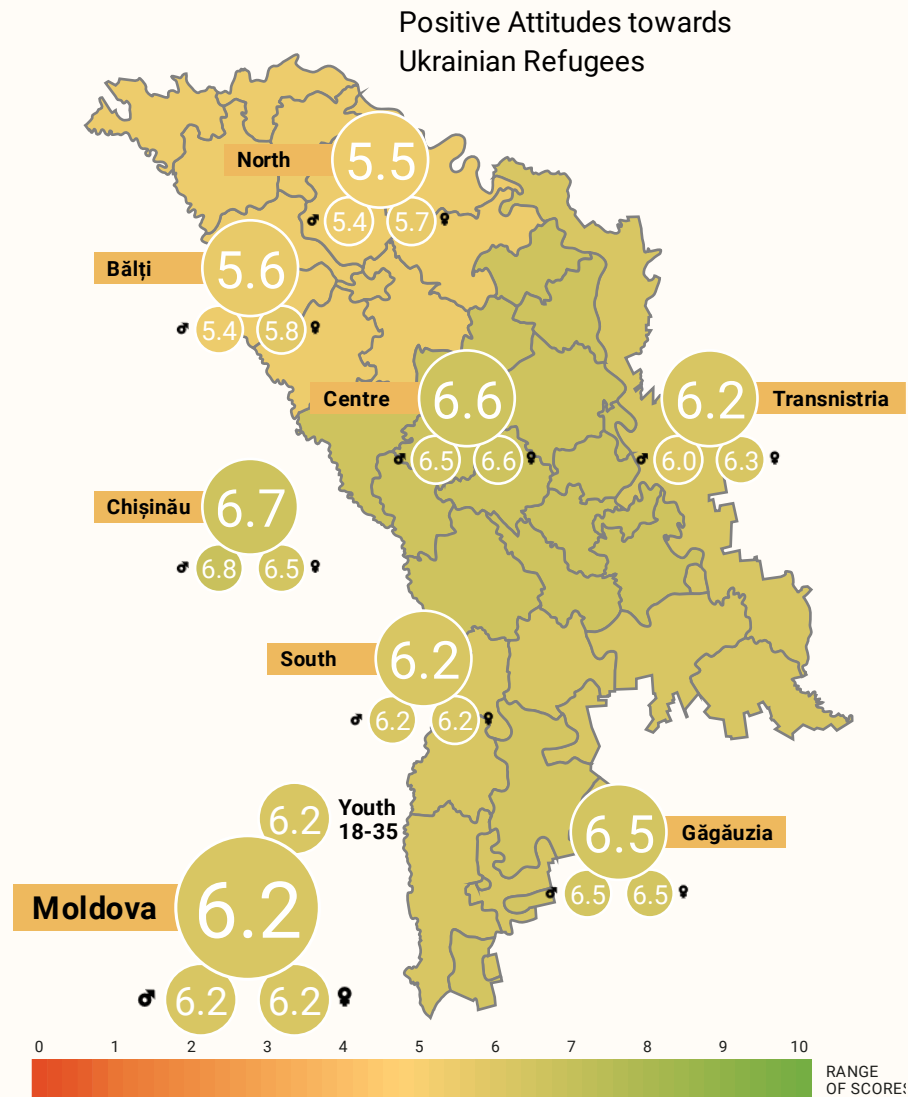 Positive Attitudes towards
Ukrainian Refugees
North
5.5
♂ 5.4 5.7 ♀
Bălți
5.6
♂ 5.4 5.8 ♀
Centre
6.6
♂ 6.5 6.6 ♀
6.2
Transnistria
♂ 6.0 6.3 ♀
Chișinău
6.7
♂ 6.8 6.5 ♀
South
6.2
♂ 6.2 6.2 ♀
6.2
Youth
18-35
Moldova
6.2
♂ 6.2 6.2 ♀
6.5
Găgăuzia
♂ 6.5 6.5 ♀
0 1 2 3 4 5 6 7 8 9 10
RANGE
OF SCORES